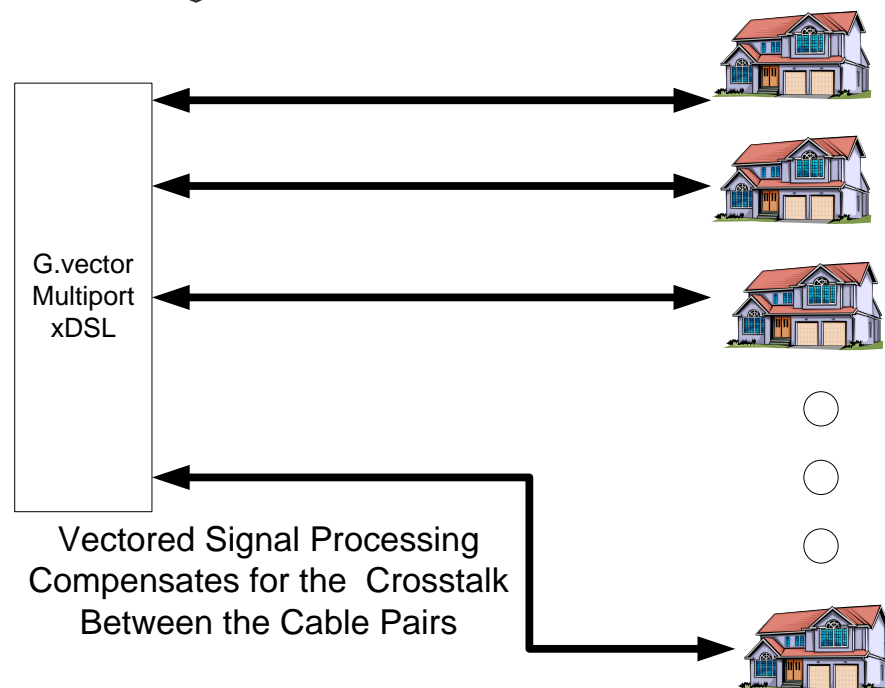 G.vector
Multiport
xDSL
Vectored Signal Processing
Compensates for the Crosstalk
Between the Cable Pairs